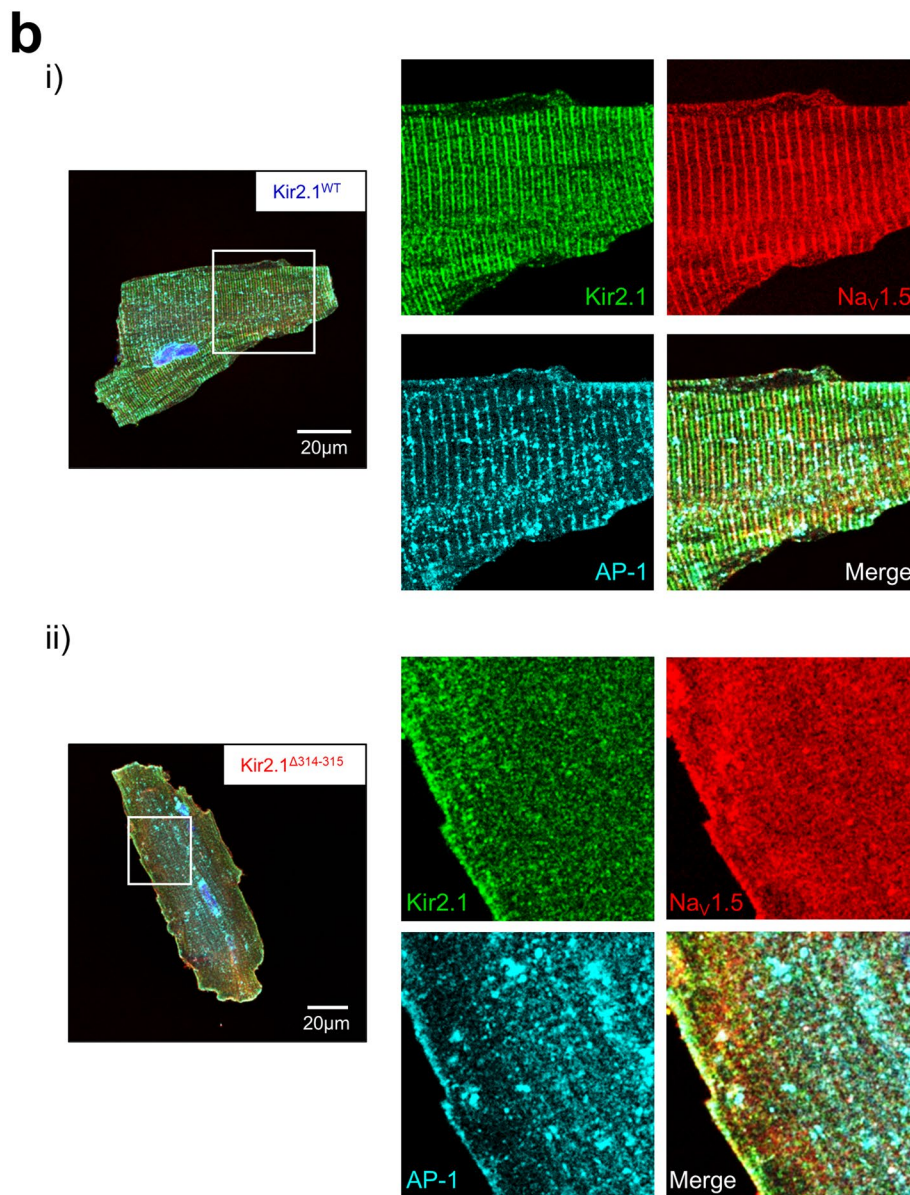 b
i)
Kir2.1WT
20µm
Kir2.1
NaV1.5
AP-1
Merge
ii)
Kir2.1Δ314-315
20µm
Kir2.1
NaV1.5
AP-1
Merge